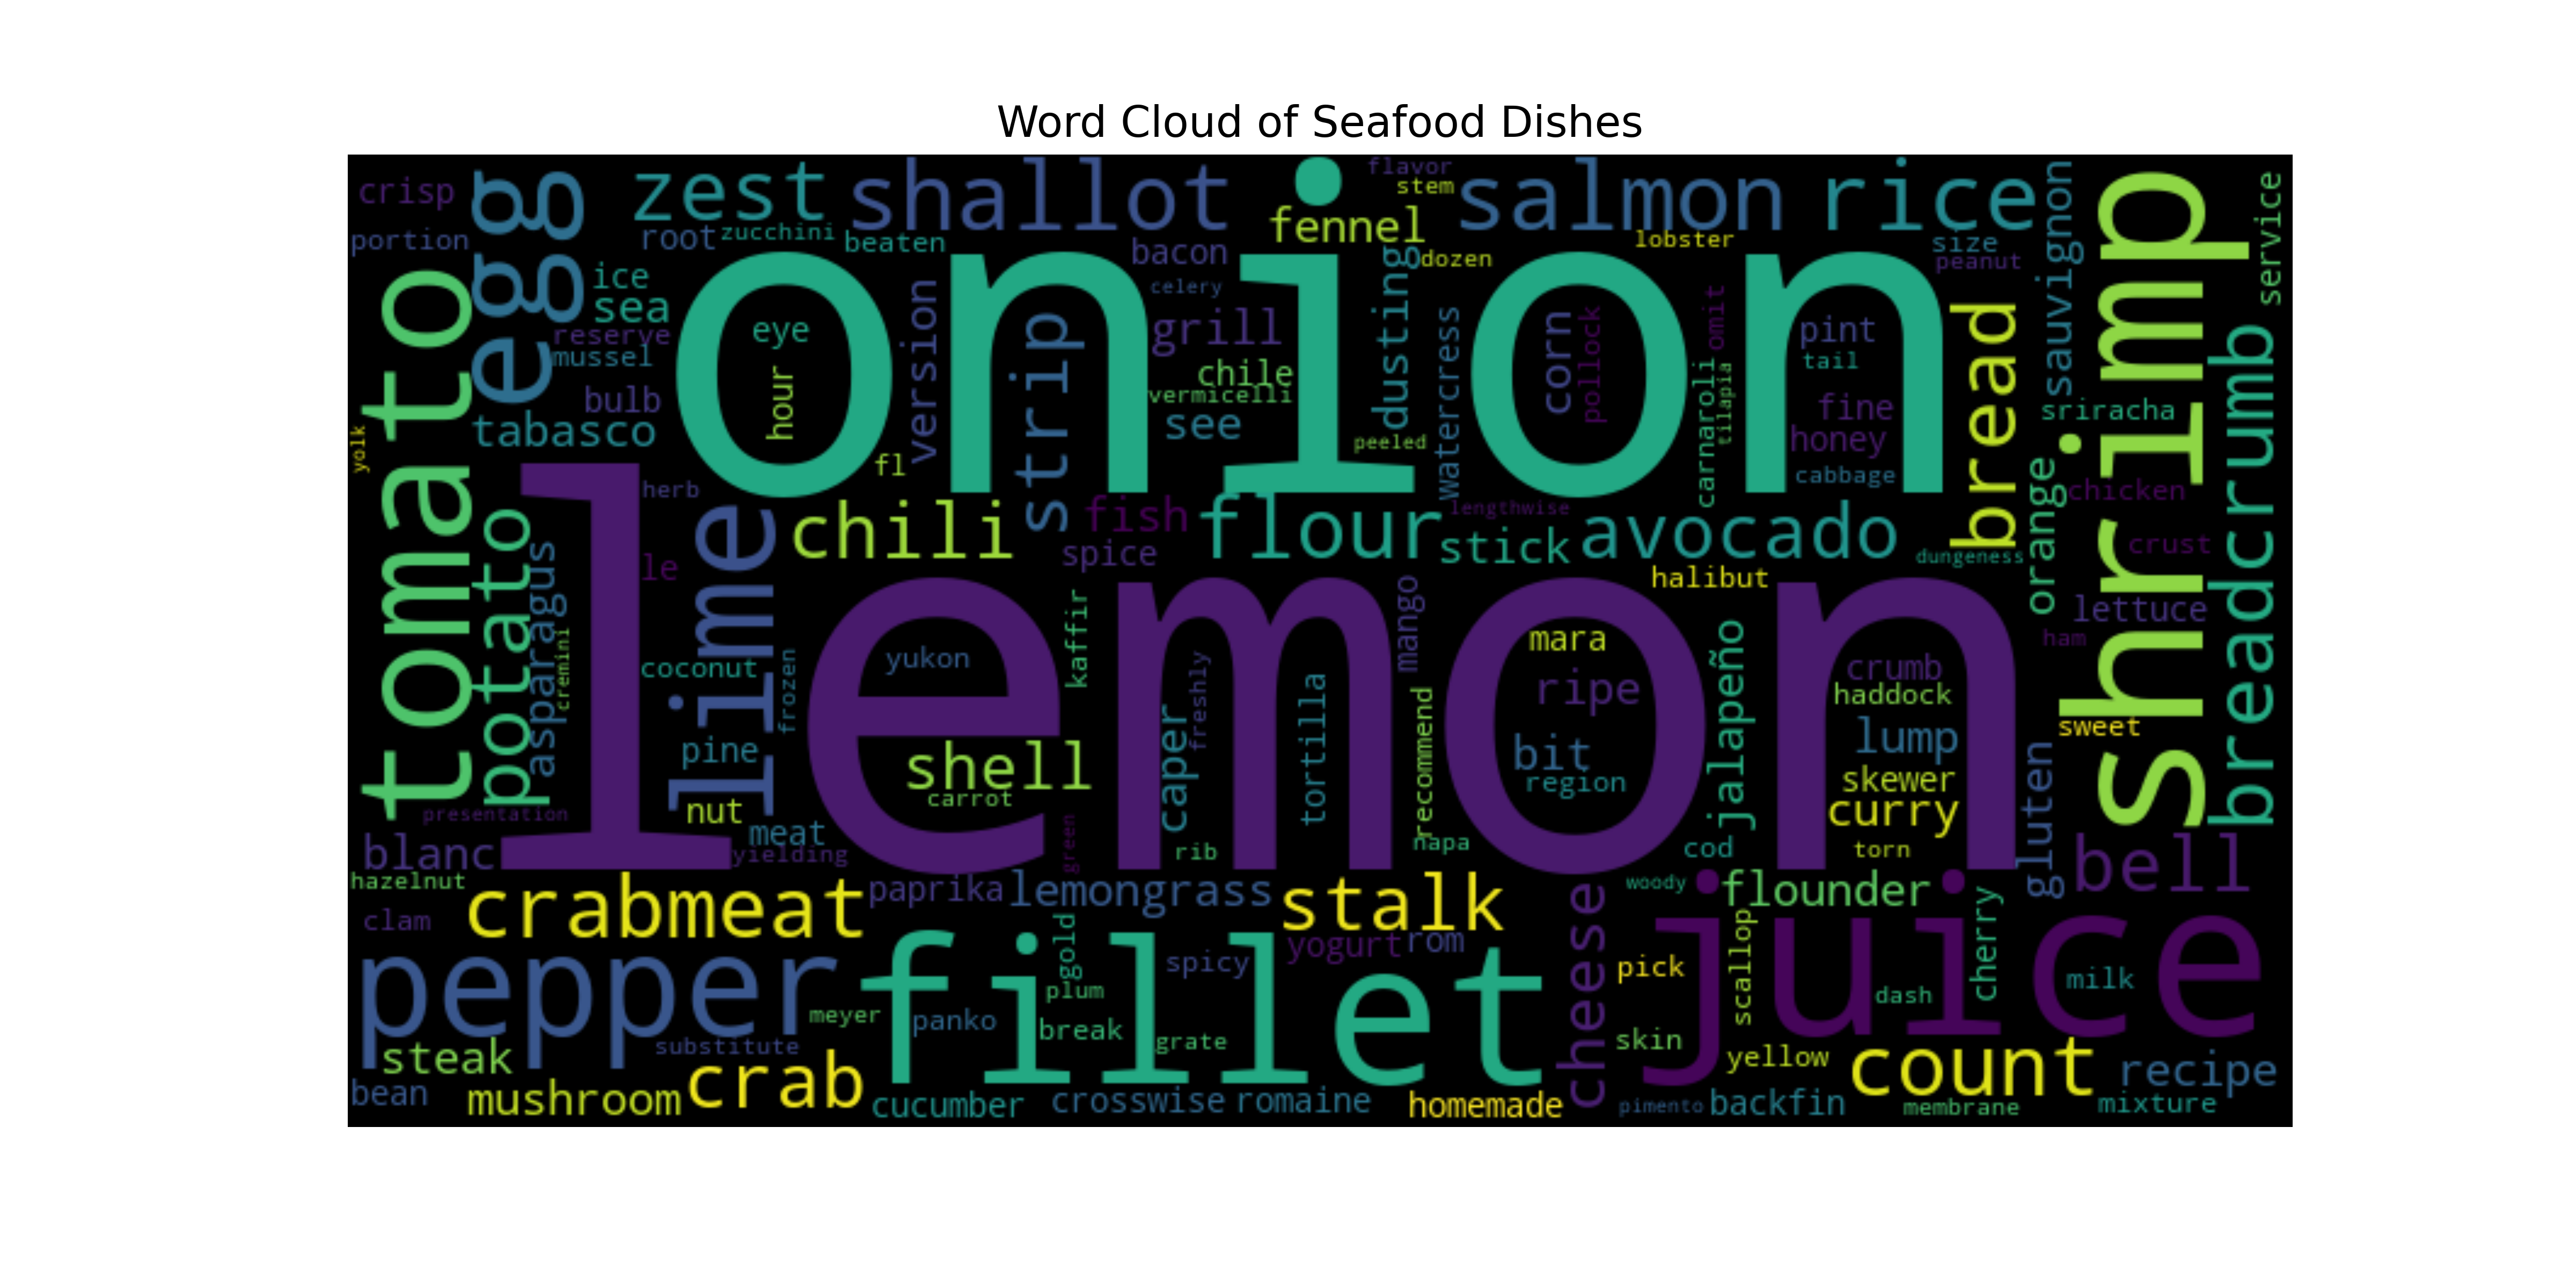 Word Cloud of Seafood Dishes
crisp
egg
zest
shallot
flavor
stem
salmon
rice
sauvignon
shrimp
service
portion
root
zucchini
beaten
bacon
fennel
dozen
lobster
size
peanut
ice
sea
reserve
mussel
bulb
tabasco
tomato
yolk
onion
eye
hour
version
fl
strip
celery
grill
chile
vermicelli
see
dusting
peeled
watercress
corn
pollock
omit
carnaroli
tilapia
pint
tail
fine
honey
cabbage
bread
sriracha
breadcrumb
orange
chicken
crust
herb
lime
chili
fish
spice
flour
lengthwise
stick
avocado
dungeness
potato
asparagus
cremini
le
lemon
coconut
frozen
pine
nut
meat
yielding
yukon
kaffir
shell
carrot
green
freshly
caper
rib
tortilla
mango
recommend
napa
halibut
mara
ripe
bit
region
jalapeño
cod
crumb
haddock
lump
skewer
curry
torn
lettuce
ham
sweet
gluten
bell
presentation
blanc
hazelnut
clam
crabmeat
paprika
lemongrass
stalk
cheese
woody
flounder
cherry
pepper
fillet
gold
plum
spicy
yogurt
rom
pick
scallop
juice
dash
milk
meyer
panko
break
grate
skin
yellow
count
recipe
steak
substitute
bean
mushroom
crab
cucumber
crosswise
romaine
homemade
pimento
backfin
membrane
mixture